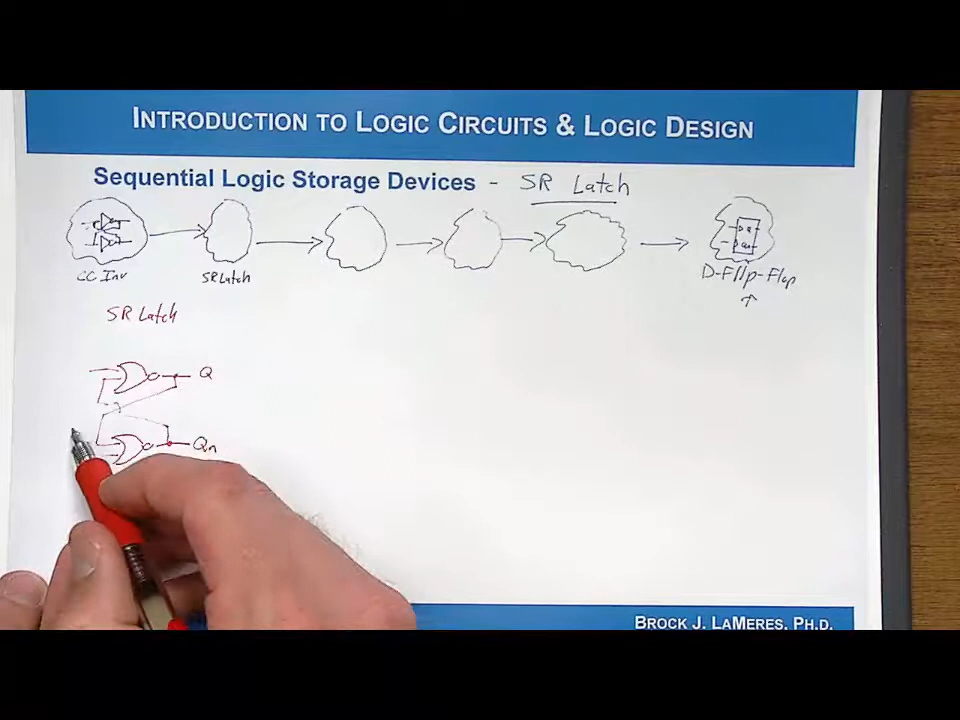 INTRODUCTION TO LOGIC CIRCUITS & LOGIC DESIGN
Sequential Logic Storage Devices - SR Latch
D Q
Qn
CC Inv
SR Latch
D-Flip-Flop
SR Latch
Q
Qn
BROCK J. LAMERES, PH.D.